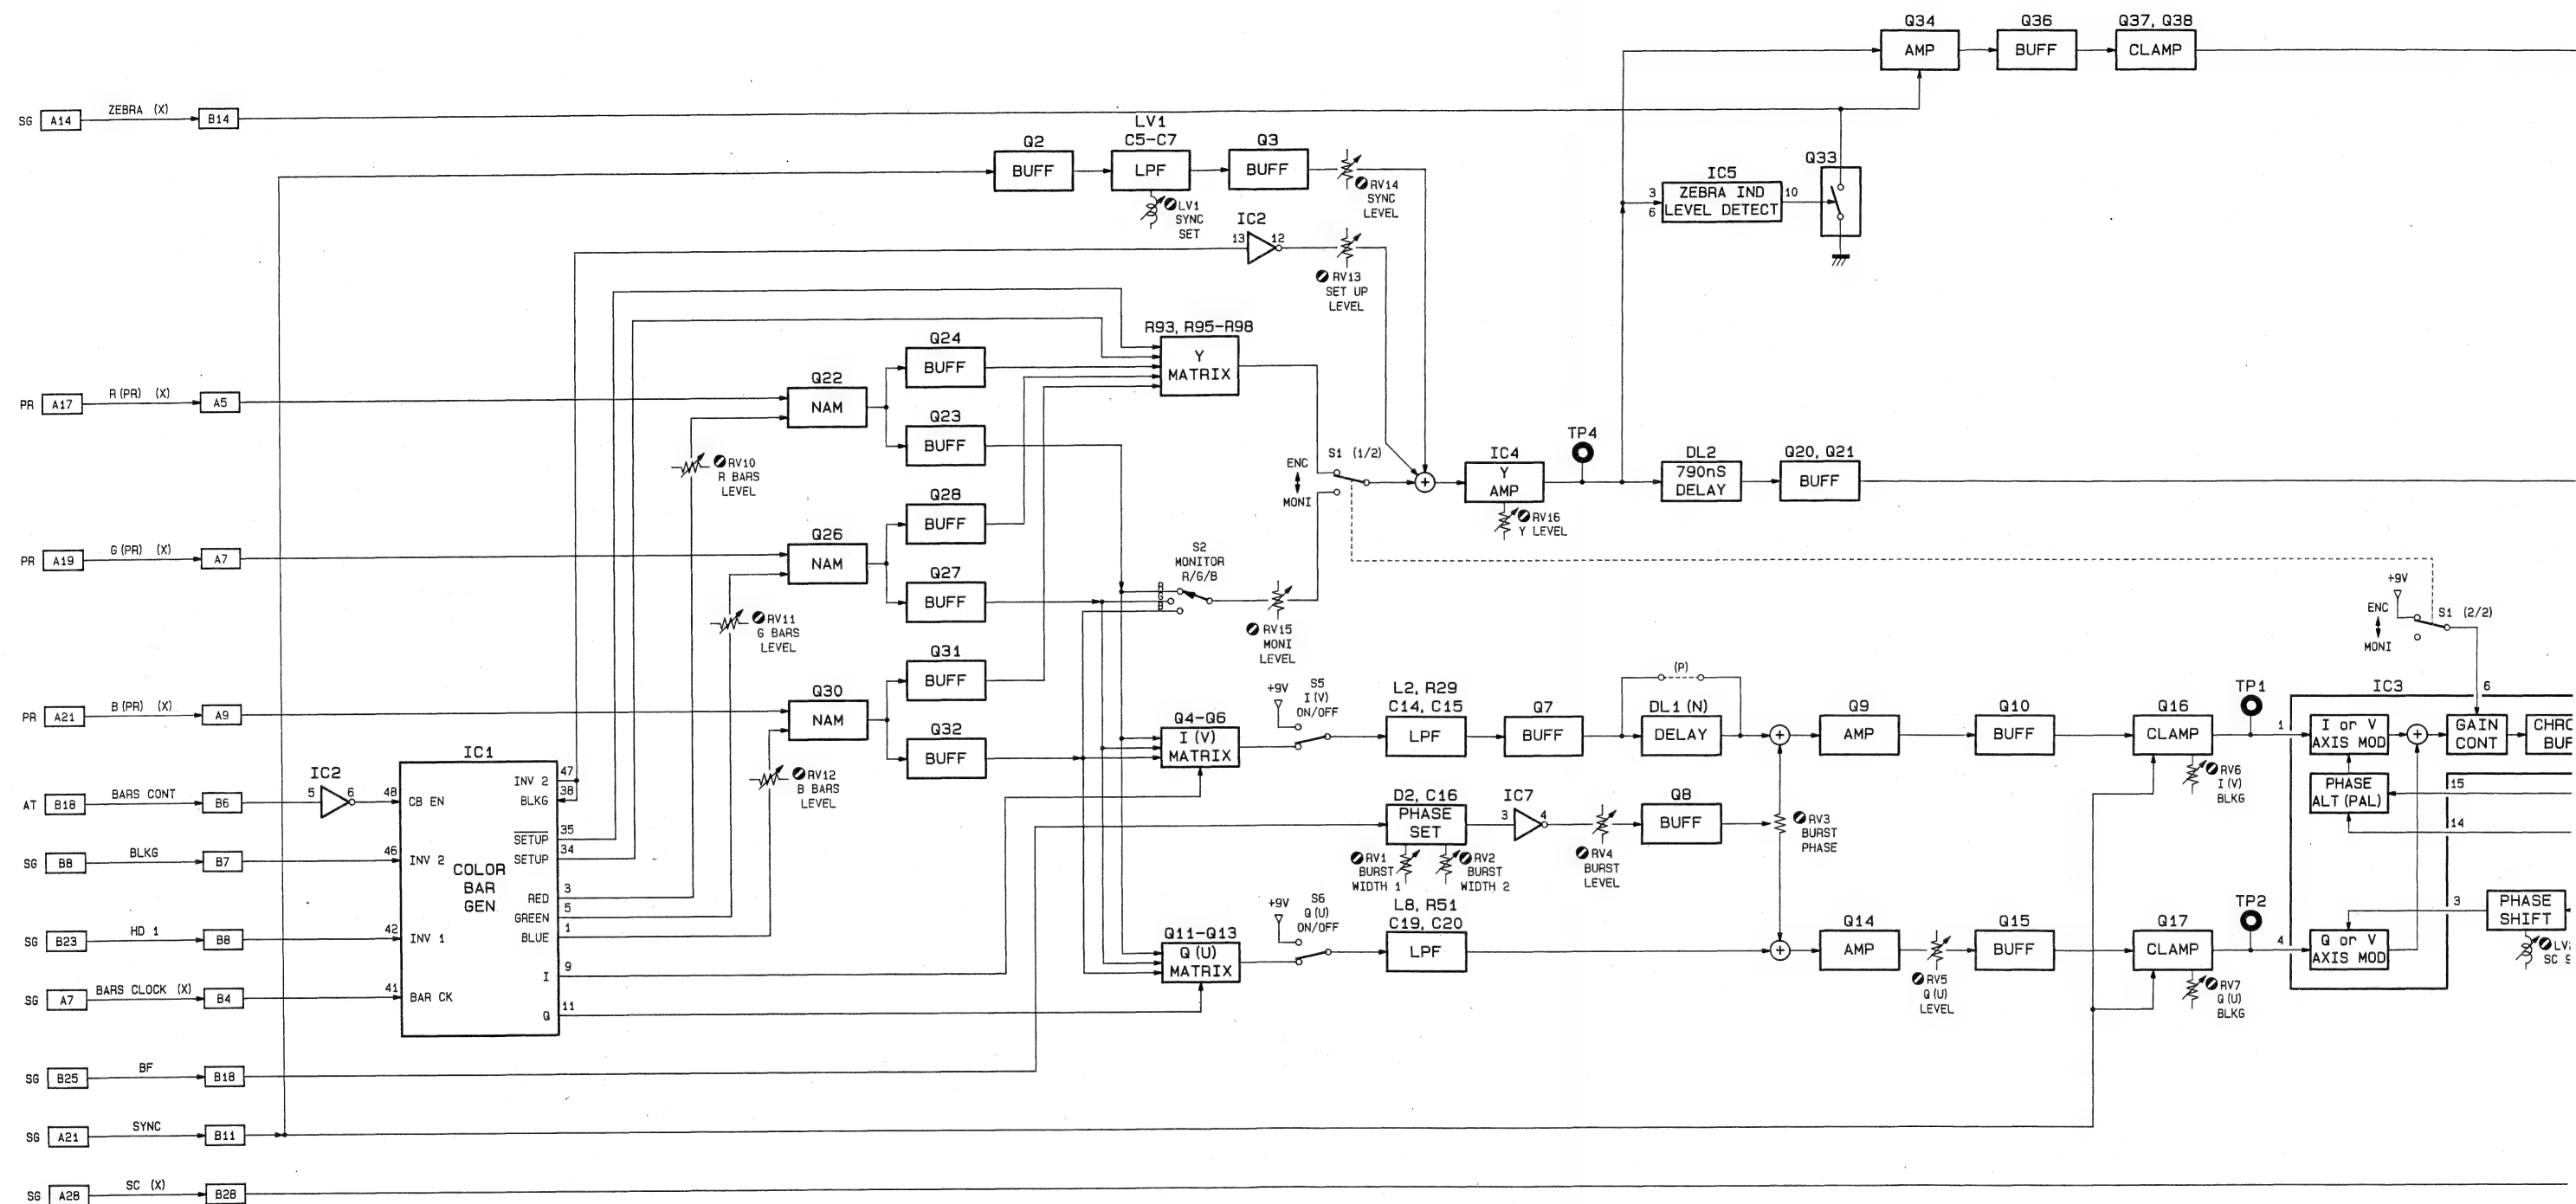 Q34
Q36
Q37, Q38
AMP
BUFF
CLAMP
SG A14 ZEBRA (X) B14
LV1
C5-C7
Q2
Q3
BUFF
LPF
BUFF
RV14
SYNC
LEVEL
LV1
SYNC
SET
Q33
IC5
3
6
ZEBRA IND
LEVEL DETECT
10
IC2
13
12
RV13
SET UP
LEVEL
R93, R95-R98
Y
MATRIX
Q24
BUFF
Q22
NAM
PR A17 R (PR) (X) A5
Q23
BUFF
RV10
R BARS
LEVEL
S1 (1/2)
ENC
MONI
IC4
Y
AMP
RV16
Y LEVEL
TP4
DL2
790nS
DELAY
Q20, Q21
BUFF
Q28
BUFF
Q26
NAM
PR A19 G (PR) (X) A7
Q27
BUFF
RV11
G BARS
LEVEL
S2
MONITOR
R/G/B
R
G
B
RV15
MONI
LEVEL
+9V
ENC
MONI
S1 (2/2)
Q31
BUFF
Q30
NAM
PR A21 B (PR) (X) A9
Q32
BUFF
RV12
B BARS
LEVEL
Q4-Q6
I (V)
MATRIX
+9V
S5
I (V)
ON/OFF
L2, R29
C14, C15
LPF
Q7
BUFF
(P)
DL1 (N)
DELAY
Q9
AMP
Q10
BUFF
Q16
CLAMP
RV6
I (V)
BLKG
TP1
1
IC3
6
I or V
AXIS MOD
GAIN
CONT
CHRO
BUF
PHASE
ALT (PAL)
15
14
IC1
COLOR
BAR
GEN
AT B18 BARS CONT B6
IC2
5
6
48
CB EN
INV 2
47
BLKG
38
SETUP
35
SETUP
34
SG B8 BLKG B7
46
INV 2
RED
3
GREEN
5
BLUE
1
SG B23 HD 1 B8
42
INV 1
I
9
SG A7 BARS CLOCK (X) B4
41
BAR CK
Q
11
D2, C16
PHASE
SET
RV1
BURST
WIDTH 1
RV2
BURST
WIDTH 2
IC7
3
4
RV4
BURST
LEVEL
Q8
BUFF
RV3
BURST
PHASE
Q11-Q13
Q (U)
MATRIX
+9V
S6
Q (U)
ON/OFF
L8, R51
C19, C20
LPF
Q14
AMP
RV5
Q (U)
LEVEL
Q15
BUFF
Q17
CLAMP
RV7
Q (U)
BLKG
TP2
4
Q or V
AXIS MOD
3
PHASE
SHIFT
SC
SG B25 BF B18
SG A21 SYNC B11
SG A28 SC (X) B28